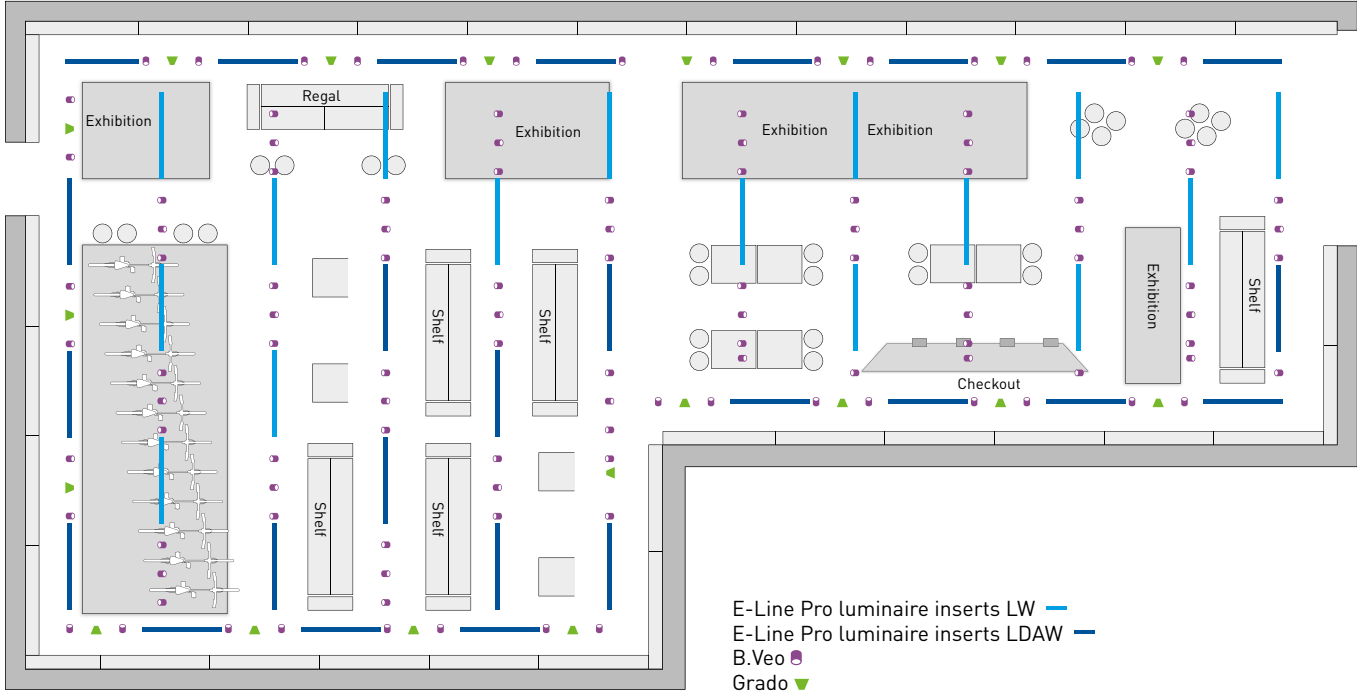 Regal
Exhibition
Exhibition
Exhibition
Exhibition
Exhibition
Shelf
Shelf
Shelf
Shelf
Shelf
Checkout
Shelf
E-Line Pro luminaire inserts LW
E-Line Pro luminaire inserts LDAW
B.Veo
Grado